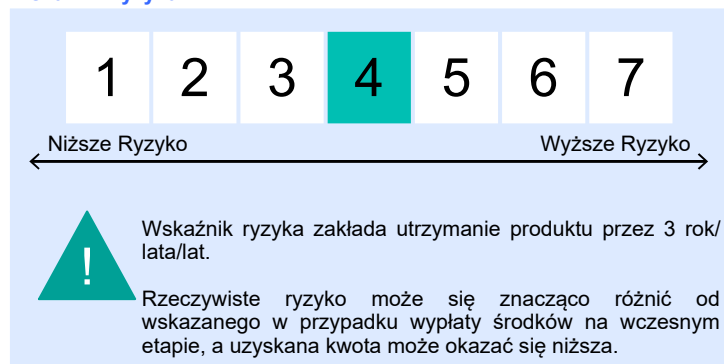 1 2 3 4 5 6 7
Niższe Ryzyko Wyższe Ryzyko
! Wskaźnik ryzyka zakłada utrzymanie produktu przez 3 rok/
lata/lat.
Rzeczywiste ryzyko może się znacząco różnić od
wskazanego w przypadku wypłaty środków na wczesnym
etapie, a uzyskana kwota może okazać się niższa.